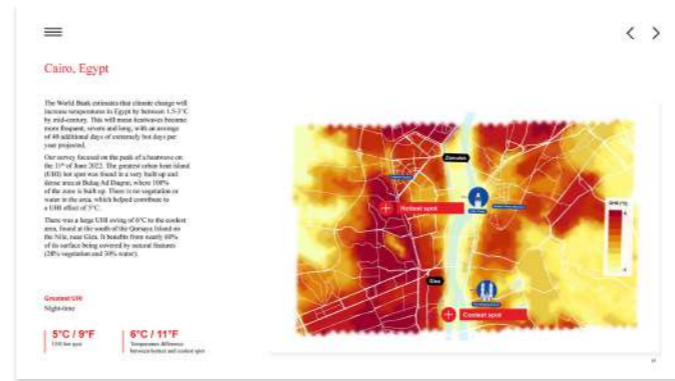 Cairo, Egypt
The World Bank estimates that climate change will
increase temperatures in Egypt by between 1.5-3°C
by mid-century. This will mean heatwaves become
more frequent, severe and long, with an average
of 40 additional days of extremely hot days per
year projected.
Our survey focused on the peak of a heatwave on
the 11th of June 2022. The greatest urban heat island
(UHI) hot spot was found in a very built up and
dense area at Bulaq Ad Dagrur, where 100%
of the zone is built up. There is no vegetation or
water in the area, which helped contribute to
a UHI effect of 5°C.
There was a large UHI swing of 6°C to the coolest
area, found at the south of the Qorsaya Island on
the Nile, near Giza. It benefits from nearly 60%
of its surface being covered by natural features
(28% vegetation and 30% water).
Greatest UHI
Night-time
5°C / 9°F
UHI hot spot
6°C / 11°F
Temperature difference
between hottest and coolest spot
Zamalek
Hottest spot
Giza
Coolest spot
UHI (°C)